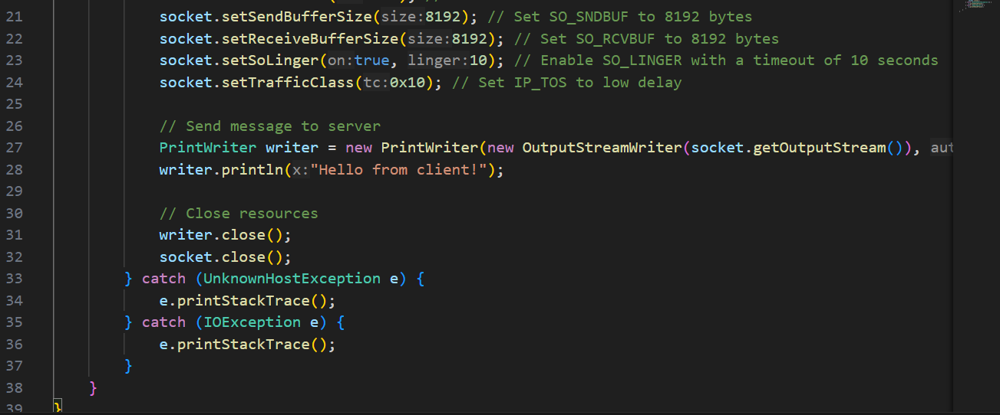 21 socket.setSendBufferSize(size:8192); // Set SO_SNDBUF to 8192 bytes
22 socket.setReceiveBufferSize(size:8192); // Set SO_RCVBUF to 8192 bytes
23 socket.setSoLinger(on:true, linger:10); // Enable SO_LINGER with a timeout of 10 seconds
24 socket.setTrafficClass(tc:0x10); // Set IP_TOS to low delay
25
26 // Send message to server
27 PrintWriter writer = new PrintWriter(new OutputStreamWriter(socket.getOutputStream()), aut
28 writer.println(x:"Hello from client!");
29
30 // Close resources
31 writer.close();
32 socket.close();
33 } catch (UnknownHostException e) {
34 e.printStackTrace();
35 } catch (IOException e) {
36 e.printStackTrace();
37 }
38 }
39 }